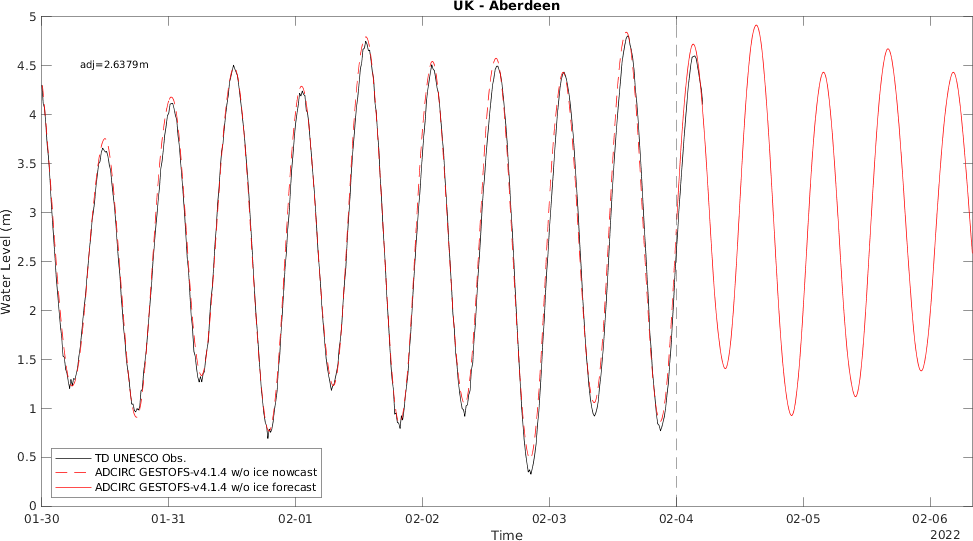 UK - Aberdeen
adj=2.6379m
5
4.5
4
3.5
3
2.5
2
1.5
1
0.5
0
Water Level (m)
TD UNESCO Obs.
ADCIRC GESTOFS-v4.1.4 w/o ice nowcast
ADCIRC GESTOFS-v4.1.4 w/o ice forecast
01-30 01-31 02-01 02-02 02-03 02-04 02-05 02-06
Time
2022